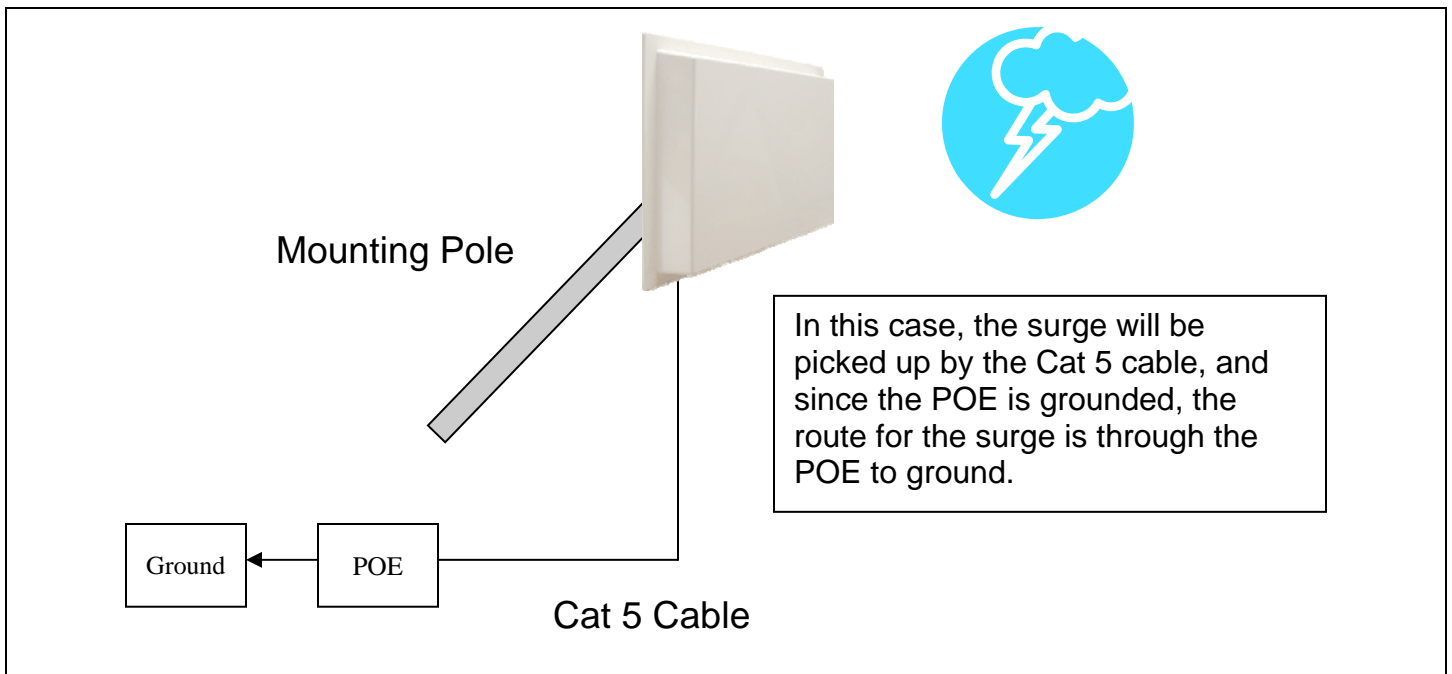 Mounting Pole
In this case, the surge will be
picked up by the Cat 5 cable, and
since the POE is grounded, the
route for the surge is through the
POE to ground.
Ground
POE
Cat 5 Cable